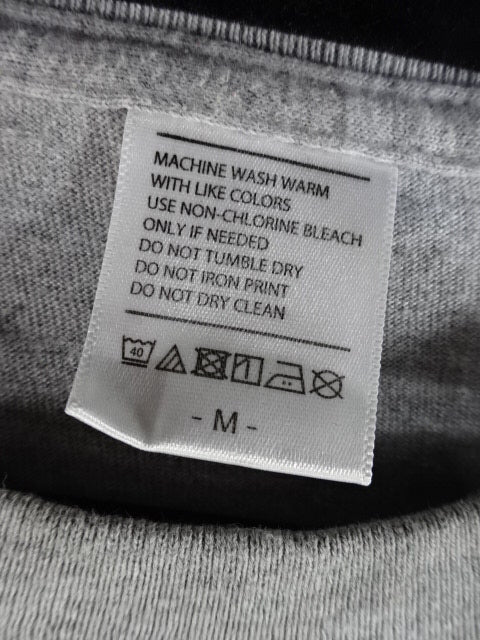 MACHINE WASH WARM
WITH LIKE COLORS
USE NON-CHLORINE BLEACH
ONLY IF NEEDED
DO NOT TUMBLE DRY
DO NOT IRON PRINT
DO NOT DRY CLEAN
40
- M -